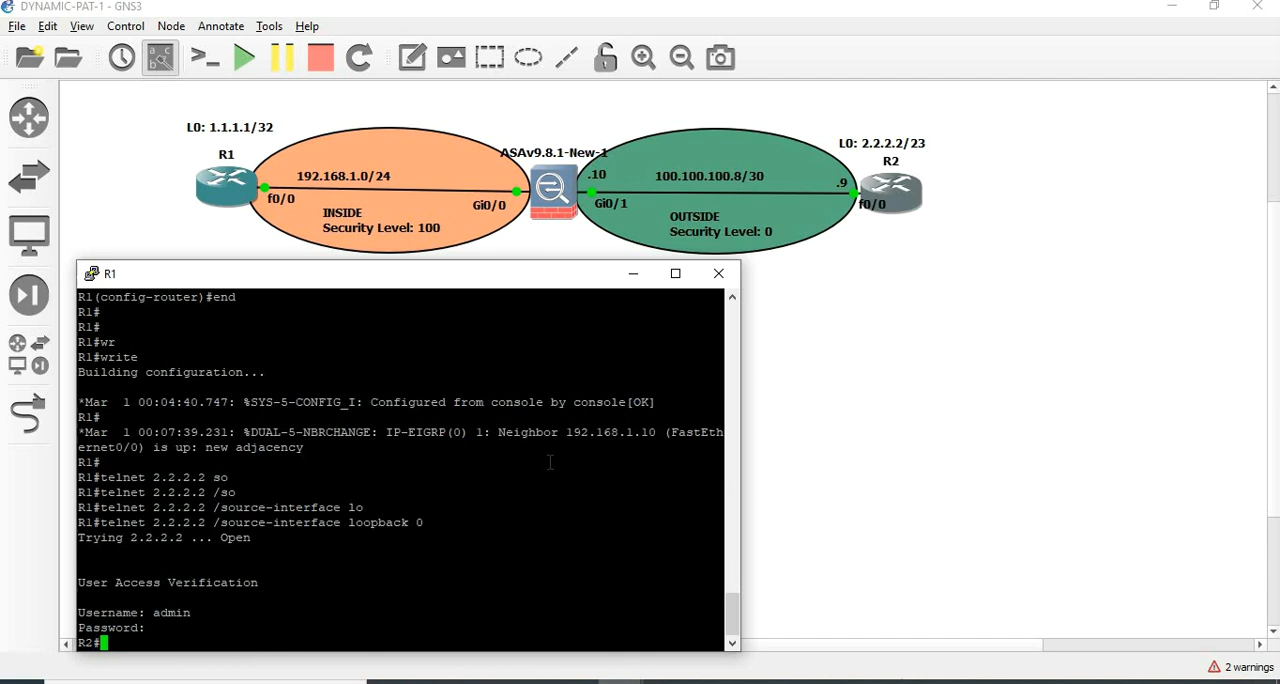 DYNAMIC-PAT-1 - GNS3
File Edit View Control Node Annotate Tools Help
L0: 1.1.1.1/32
R1
192.168.1.0/24
f0/0
INSIDE
Security Level: 100
Gi0/0
ASAv9.8.1-New-1
.10
Gi0/1
100.100.100.8/30
OUTSIDE
Security Level: 0
.9
L0: 2.2.2.2/23
R2
f0/0
R1
R1(config-router)#end
R1#
R1#
R1#wr
R1#write
Building configuration...
*Mar  1 00:04:40.747: %SYS-5-CONFIG_I: Configured from console by console[OK]
R1#
*Mar  1 00:07:39.231: %DUAL-5-NBRCHANGE: IP-EIGRP(0) 1: Neighbor 192.168.1.10 (FastEth
ernet0/0) is up: new adjacency
R1#
R1#telnet 2.2.2.2 so
R1#telnet 2.2.2.2 /so
R1#telnet 2.2.2.2 /source-interface lo
R1#telnet 2.2.2.2 /source-interface loopback 0
Trying 2.2.2.2 ... Open
User Access Verification
Username: admin
Password:
R2#
2 warnings